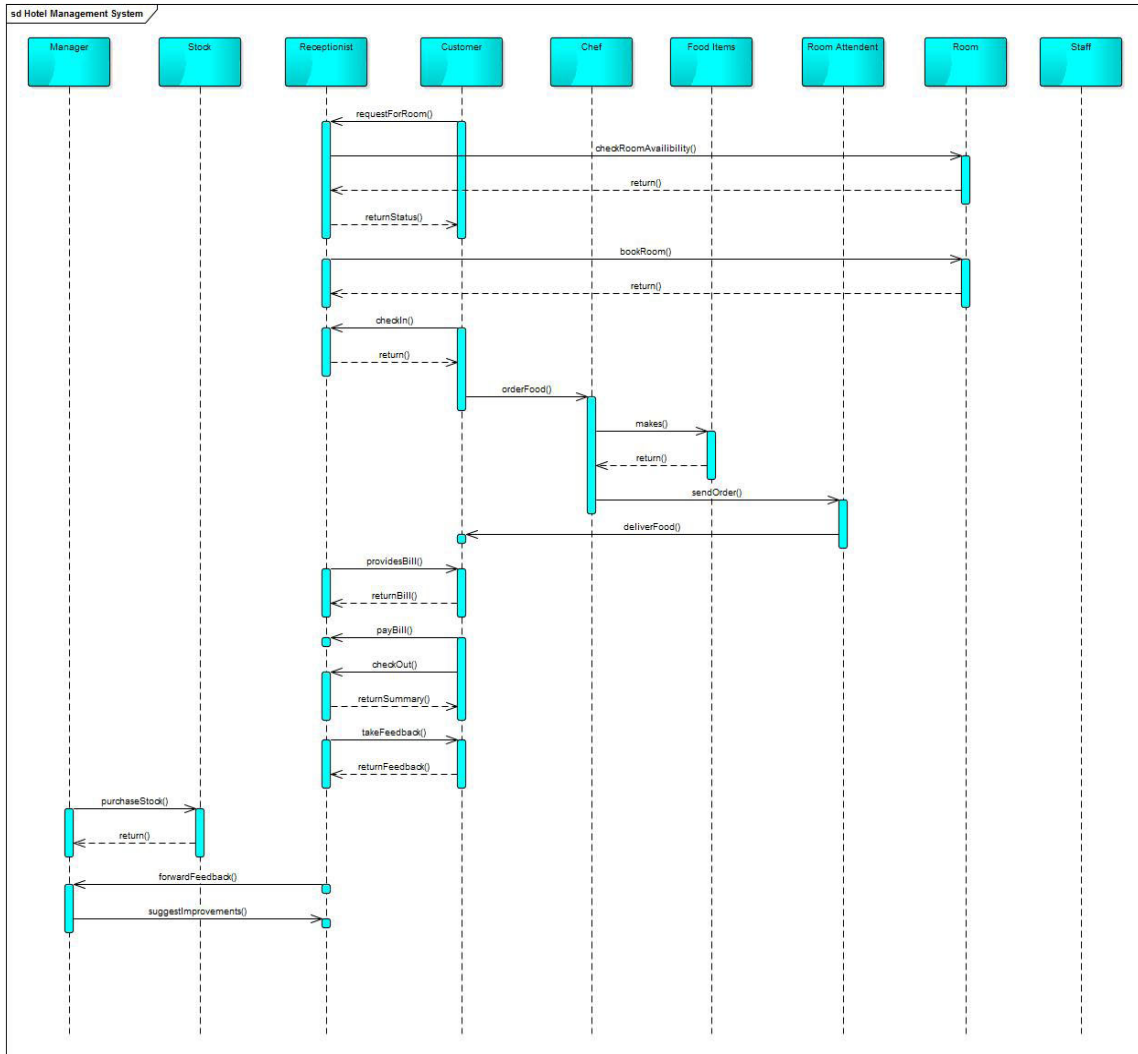 sd Hotel Management System
Manager
Stock
Receptionist
Customer
Chef
Food Items
Room Attendent
Room
Staff
requestForRoom()
checkRoomAvailibility()
return()
returnStatus()
bookRoom()
return()
checkIn()
return()
orderFood()
makes()
return()
sendOrder()
deliverFood()
providesBill()
returnBill()
payBill()
checkOut()
returnSummary()
takeFeedback()
returnFeedback()
purchaseStock()
return()
forwardFeedback()
suggestImprovements()